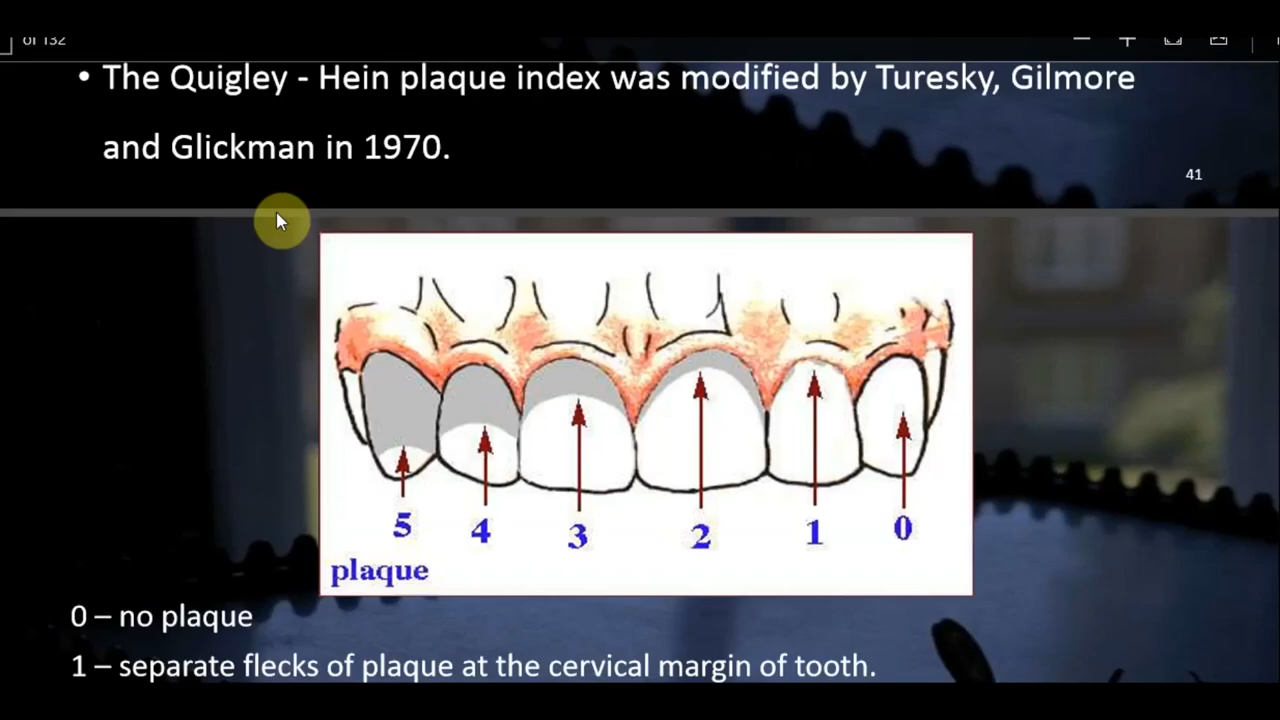 of 132
• The Quigley - Hein plaque index was modified by Turesky, Gilmore
and Glickman in 1970.
41
5 4 3 2 1 0
plaque
0 – no plaque
1 – separate flecks of plaque at the cervical margin of tooth.